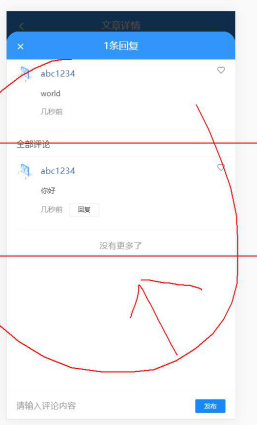 文章详情
× 1条回复
abc1234
world
几秒前
全部评论
abc1234
你好
几秒前 回复
没有更多了
请输入评论内容 发布